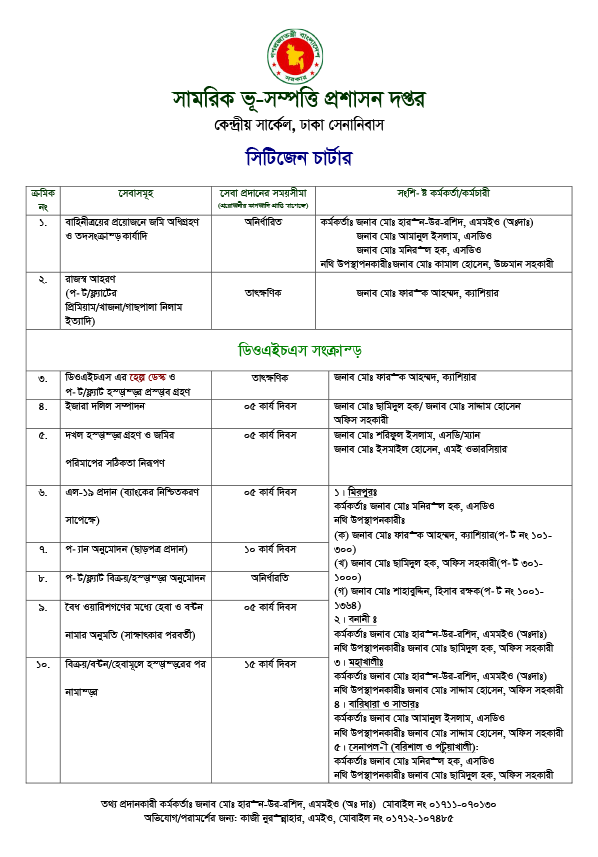 গণপ্রজাতন্ত্রী বাংলাদেশ
সরকার
সামরিক ভূ-সম্পত্তি প্রশাসন দপ্তর
কেন্দ্রীয় সার্কেল, ঢাকা সেনানিবাস
সিটিজেন চার্টার
ক্রমিক নং সেবাসমূহ সেবা প্রদানের সময়সীমা (প্রয়োজনীয় কাগজাদি প্রাপ্তি সাপেক্ষে) সংশি- ষ্ট কর্মকর্তা/কর্মচারী
১. বাহিনীত্রয়ের প্রয়োজনে জমি অধিগ্রহণ অনির্ধারিত কর্মকর্তাঃ জনাব মোঃ হারৃন-উর-রশিদ, এমমইও (অঃদাঃ)
ও তদসংক্রান্ড় কার্যাদি জনাব মোঃ আমানুল ইসলাম, এসডিও
জনাব মোঃ মনিরৃল হক, এসডিও
নথি উপস্থাপনকারীঃজনাব মোঃ কামাল হোসেন, উচ্চমান সহকারী
২. রাজস্ব আহরণ
(প- ট/ফ্ল্যাটের তাৎক্ষণিক জনাব মোঃ ফারৃক আহম্মদ, ক্যাশিয়ার
প্রিমিয়াম/খাজনা/গাছপালা নিলাম
ইত্যাদি)
ডিওএইচএস সংক্রান্ড়
৩. ডিওএইচএস এর হেল্প ডেস্ক ও তাৎক্ষণিক জনাব মোঃ ফারৃক আহম্মদ, ক্যাশিয়ার
প- ট/ফ্ল্যাট হস্ড়ান্ড়র প্রস্ড়াব গ্রহণ
৪. ইজারা দলিল সম্পাদন ০৫ কার্য দিবস জনাব মোঃ ছামিদুল হক/ জনাব মোঃ সাদ্দাম হোসেন
অফিস সহকারী
৫. দখল হস্ড়ান্ড়র গ্রহণ ও জমির ০৫ কার্য দিবস জনাব মোঃ শরিফুল ইসলাম, এসডি/ম্যান
জনাব মোঃ ইসমাইল হোসেন, এমই ওভারসিয়ার
পরিমাপের সঠিকতা নিরূপণ
৬. এল-১৯ প্রদান (ব্যাংকের নিশ্চিতকরণ ০৫ কার্য দিবস
সাপেক্ষে)
৭. প- ্যান অনুমোদন (ছাড়পত্র প্রদান) ১০ কার্য দিবস
৮. প- ট/ফ্ল্যাট বিক্রয়/হস্ড়ান্ড়র অনুমোদন অনির্ধারতি
৯. বৈধ ওয়ারিশগণের মধ্যে হেবা ও বন্টন ০৫ কার্য দিবস
নামার অনুমতি (সাক্ষাৎকার পরবর্তী)
১০. বিক্রয়/বন্টন/হেবামূলে হস্ড়ান্ড়রের পর ১৫ কার্য দিবস
নামান্ড়র
১। মিরপুরঃ
কর্মকর্তাঃ জনাব মোঃ মনিরৃল হক, এসডিও
নথি উপস্থাপনকারীঃ
(ক) জনাব মোঃ ফারৃক আহম্মদ, ক্যাশিয়ার(প- ট নং ১০১-
৩০০)
(খ) জনাব মোঃ ছামিদুল হক, অফিস সহকারী(প- ট ৩০১-
১০০০)
(গ) জনাব মোঃ শাহাবুদ্দিন, হিসাব রক্ষক(প- ট নং ১০০১-
১৩৬৪)
২। বনানী ঃ
কর্মকর্তাঃ জনাব মোঃ হারৃন-উর-রশিদ, এমমইও (অঃদাঃ)
নথি উপস্থাপনকারীঃ জনাব মোঃ ছামিদুল হক, অফিস সহকারী
৩। মহাখালীঃ
কর্মকর্তাঃ জনাব মোঃ হারৃন-উর-রশিদ, এমমইও (অঃদাঃ)
নথি উপস্থাপনকারীঃ জনাব মোঃ সাদ্দাম হোসেন, অফিস সহকারী
৪। বারিধারা ও সাভারঃ
কর্মকর্তাঃ জনাব মোঃ আমানুল ইসলাম, এসডিও
নথি উপস্থাপনকারীঃ জনাব মোঃ সাদ্দাম হোসেন, অফিস সহকারী
৫। সেনাপল-ী (বরিশাল ও পটুয়াখালী):
কর্মকর্তাঃ জনাব মোঃ মনিরৃল হক, এসডিও
নথি উপস্থাপনকারীঃ জনাব মোঃ ছামিদুল হক, অফিস সহকারী
তথ্য প্রদানকারী কর্মকর্তাঃ জনাব মোঃ হারৃন-উর-রশিদ, এমমইও (অঃ দাঃ) মোবাইল নং ০১৭১১-০৭০১৩০
অভিযোগ/পরামর্শের জন্য: কাজী নুরৃন্নাহার, এমইও, মোবাইল নং ০১৭১২-১০৭৪৮৫